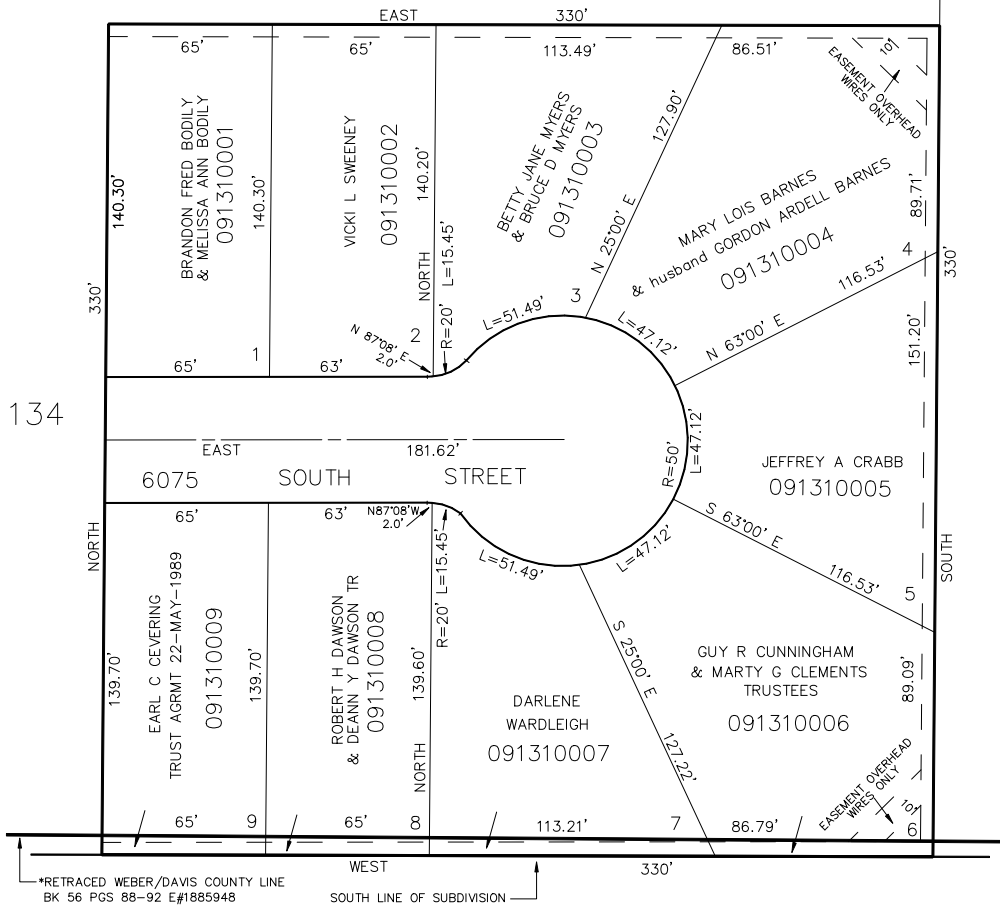 EAST 330'
65' 65' 113.49' 86.51'
10'
EASEMENT OVERHEAD
WIRES ONLY
140.30'
BRANDON FRED BODILY
& MELISSA ANN BODILY
091310001
140.30'
VICKI L SWEENEY
091310002
140.20'
NORTH
BETTY JANE MYERS
& BRUCE D MYERS
091310003
127.90'
N 25°00' E
MARY LOIS BARNES
& husband GORDON ARDELL BARNES
091310004
89.71'
4
330'
116.53'
N 63°00' E
330'
L=15.45'
R=20'
L=51.49'
3
L=47.12'
N 87°08' E
2.0'
2
1
65' 63'
151.20'
134
EAST 181.62'
6075 SOUTH STREET
R=50'
L=47.12'
JEFFREY A CRABB
091310005
65' 63'
N87°08'W
2.0'
S 63°00' E
116.53'
5
NORTH
SOUTH
L=15.45'
R=20'
L=51.49'
L=47.12'
139.70'
EARL C CEVERING
TRUST AGRMT 22-MAY-1989
091310009
139.70'
ROBERT H DAWSON
& DEANN Y DAWSON TR
091310008
139.60'
NORTH
DARLENE
WARDLEIGH
091310007
S 25°00' E
127.22'
GUY R CUNNINGHAM
& MARTY G CLEMENTS
TRUSTEES
091310006
89.09'
EASEMENT OVERHEAD
WIRES ONLY
10'
6
65' 9 65' 8 113.21' 7 86.79'
WEST 330'
*RETRACED WEBER/DAVIS COUNTY LINE
BK 56 PGS 88-92 E#1885948
SOUTH LINE OF SUBDIVISION